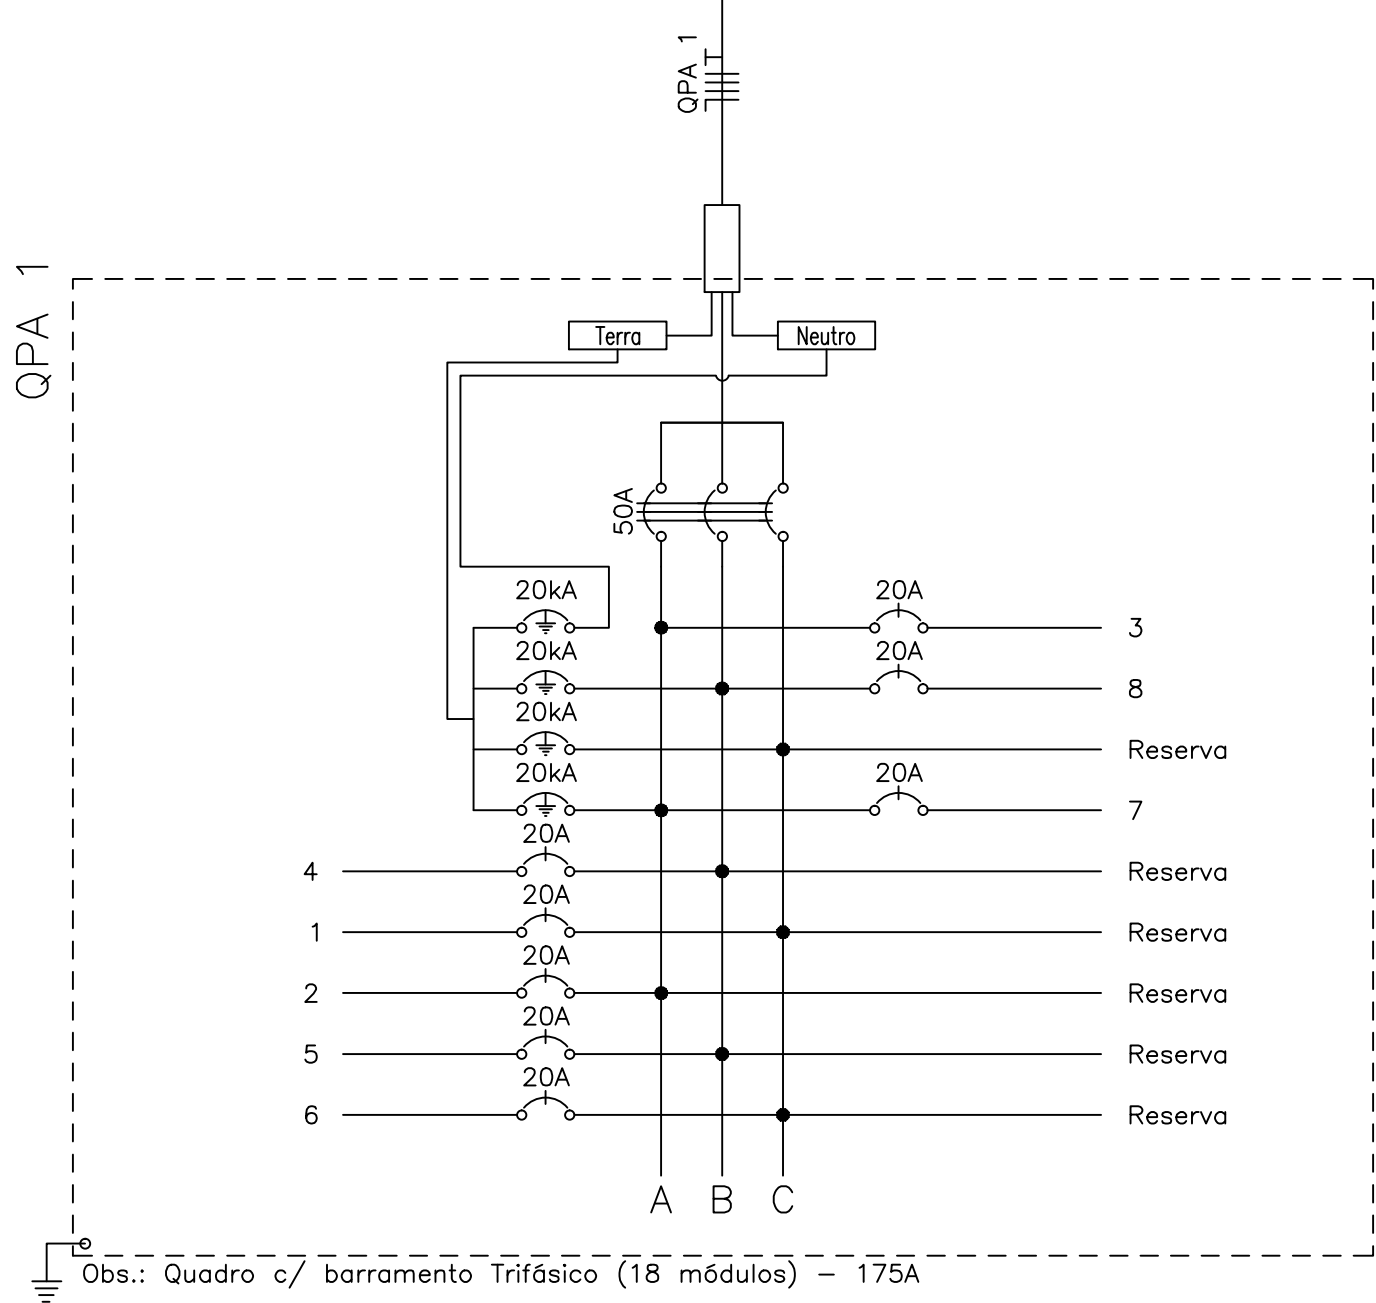 QPA 1
QPA 1
Terra
Neutro
50A
20kA
20A
3
20kA
20A
8
20kA
Reserva
20kA
20A
7
20A
4
Reserva
20A
1
Reserva
20A
2
Reserva
20A
5
Reserva
20A
6
Reserva
A B C
Obs.: Quadro c/ barramento Trifásico (18 módulos) – 175A